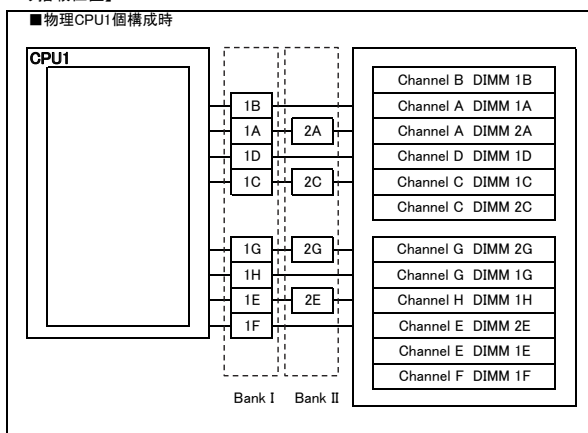 ■物理CPU1個構成時
CPU1
1B
1A 2A
1D
1C 2C
1G 2G
1H
1E 2E
1F
Bank I Bank II
Channel B DIMM 1B
Channel A DIMM 1A
Channel A DIMM 2A
Channel D DIMM 1D
Channel C DIMM 1C
Channel C DIMM 2C
Channel G DIMM 2G
Channel G DIMM 1G
Channel H DIMM 1H
Channel E DIMM 2E
Channel E DIMM 1E
Channel F DIMM 1F